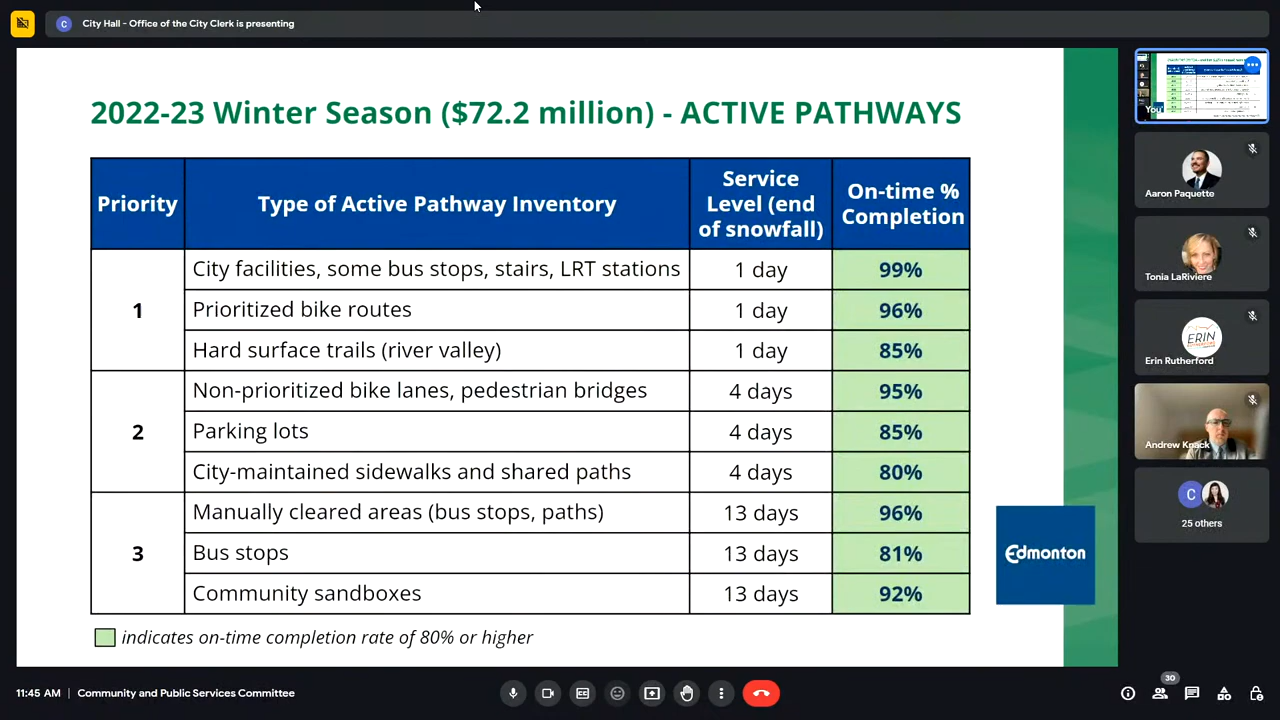 City Hall - Office of the City Clerk is presenting
2022-23 Winter Season ($72.2 million) - ACTIVE PATHWAYS
Priority
Type of Active Pathway Inventory
Service
Level (end
of snowfall)
On-time %
Completion
1
City facilities, some bus stops, stairs, LRT stations
1 day
99%
Prioritized bike routes
1 day
96%
Hard surface trails (river valley)
1 day
85%
2
Non-prioritized bike lanes, pedestrian bridges
4 days
95%
Parking lots
4 days
85%
City-maintained sidewalks and shared paths
4 days
80%
3
Manually cleared areas (bus stops, paths)
13 days
96%
Bus stops
13 days
81%
Community sandboxes
13 days
92%
indicates on-time completion rate of 80% or higher
Edmonton
You
Aaron Paquette
Tonia LaRiviere
ERIN
Erin Rutherford
Andrew Knack
C
25 others
11:45 AM | Community and Public Services Committee
30